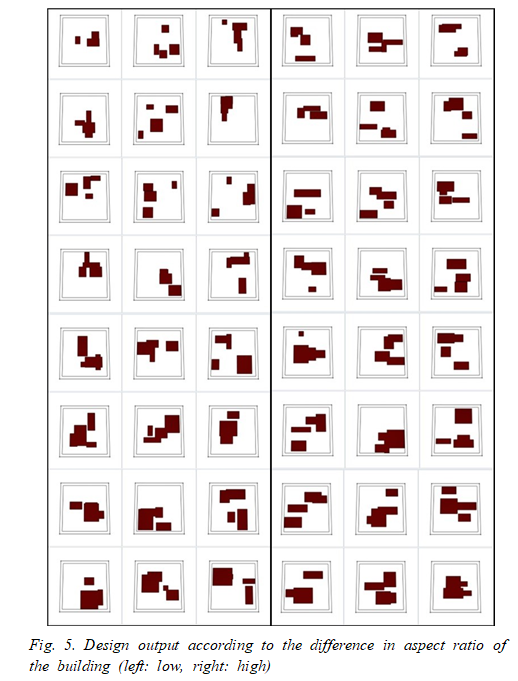 Fig. 5. Design output according to the difference in aspect ratio of
the building (left: low, right: high)